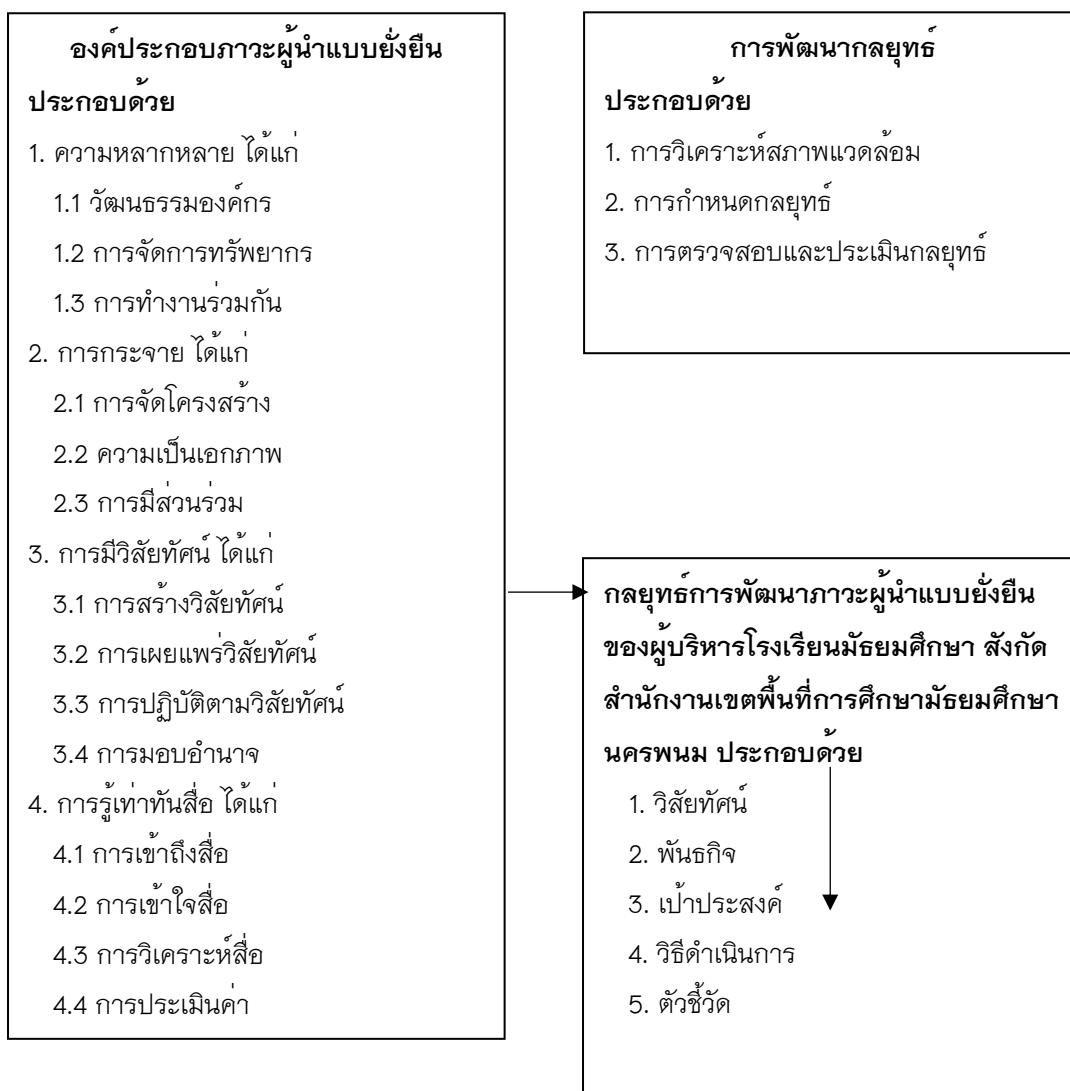 องค์ประกอบภาวะผู้นำแบบยั่งยืน
ประกอบด้วย
1. ความหลากหลาย ได้แก่
1.1 วัฒนธรรมองค์กร
1.2 การจัดการทรัพยากร
1.3 การทำงานร่วมกัน
2. การกระจาย ได้แก่
2.1 การจัดโครงสร้าง
2.2 ความเป็นเอกภาพ
2.3 การมีส่วนร่วม
3. การมีวิสัยทัศน์ ได้แก่
3.1 การสร้างวิสัยทัศน์
3.2 การเผยแพร่วิสัยทัศน์
3.3 การปฏิบัติตามวิสัยทัศน์
3.4 การมอบอำนาจ
4. การรู้เท่าทันสื่อ ได้แก่
4.1 การเข้าถึงสื่อ
4.2 การเข้าใจสื่อ
4.3 การวิเคราะห์สื่อ
4.4 การประเมินค่า
การพัฒนากลยุทธ์
ประกอบด้วย
1. การวิเคราะห์สภาพแวดล้อม
2. การกำหนดกลยุทธ์
3. การตรวจสอบและประเมินกลยุทธ์
กลยุทธ์การพัฒนาภาวะผู้นำแบบยั่งยืน
ของผู้บริหารโรงเรียนมัธยมศึกษา สังกัด
สำนักงานเขตพื้นที่การศึกษามัธยมศึกษา
นครพนม ประกอบด้วย
1. วิสัยทัศน์
2. พันธกิจ
3. เป้าประสงค์
4. วิธีดำเนินการ
5. ตัวชี้วัด